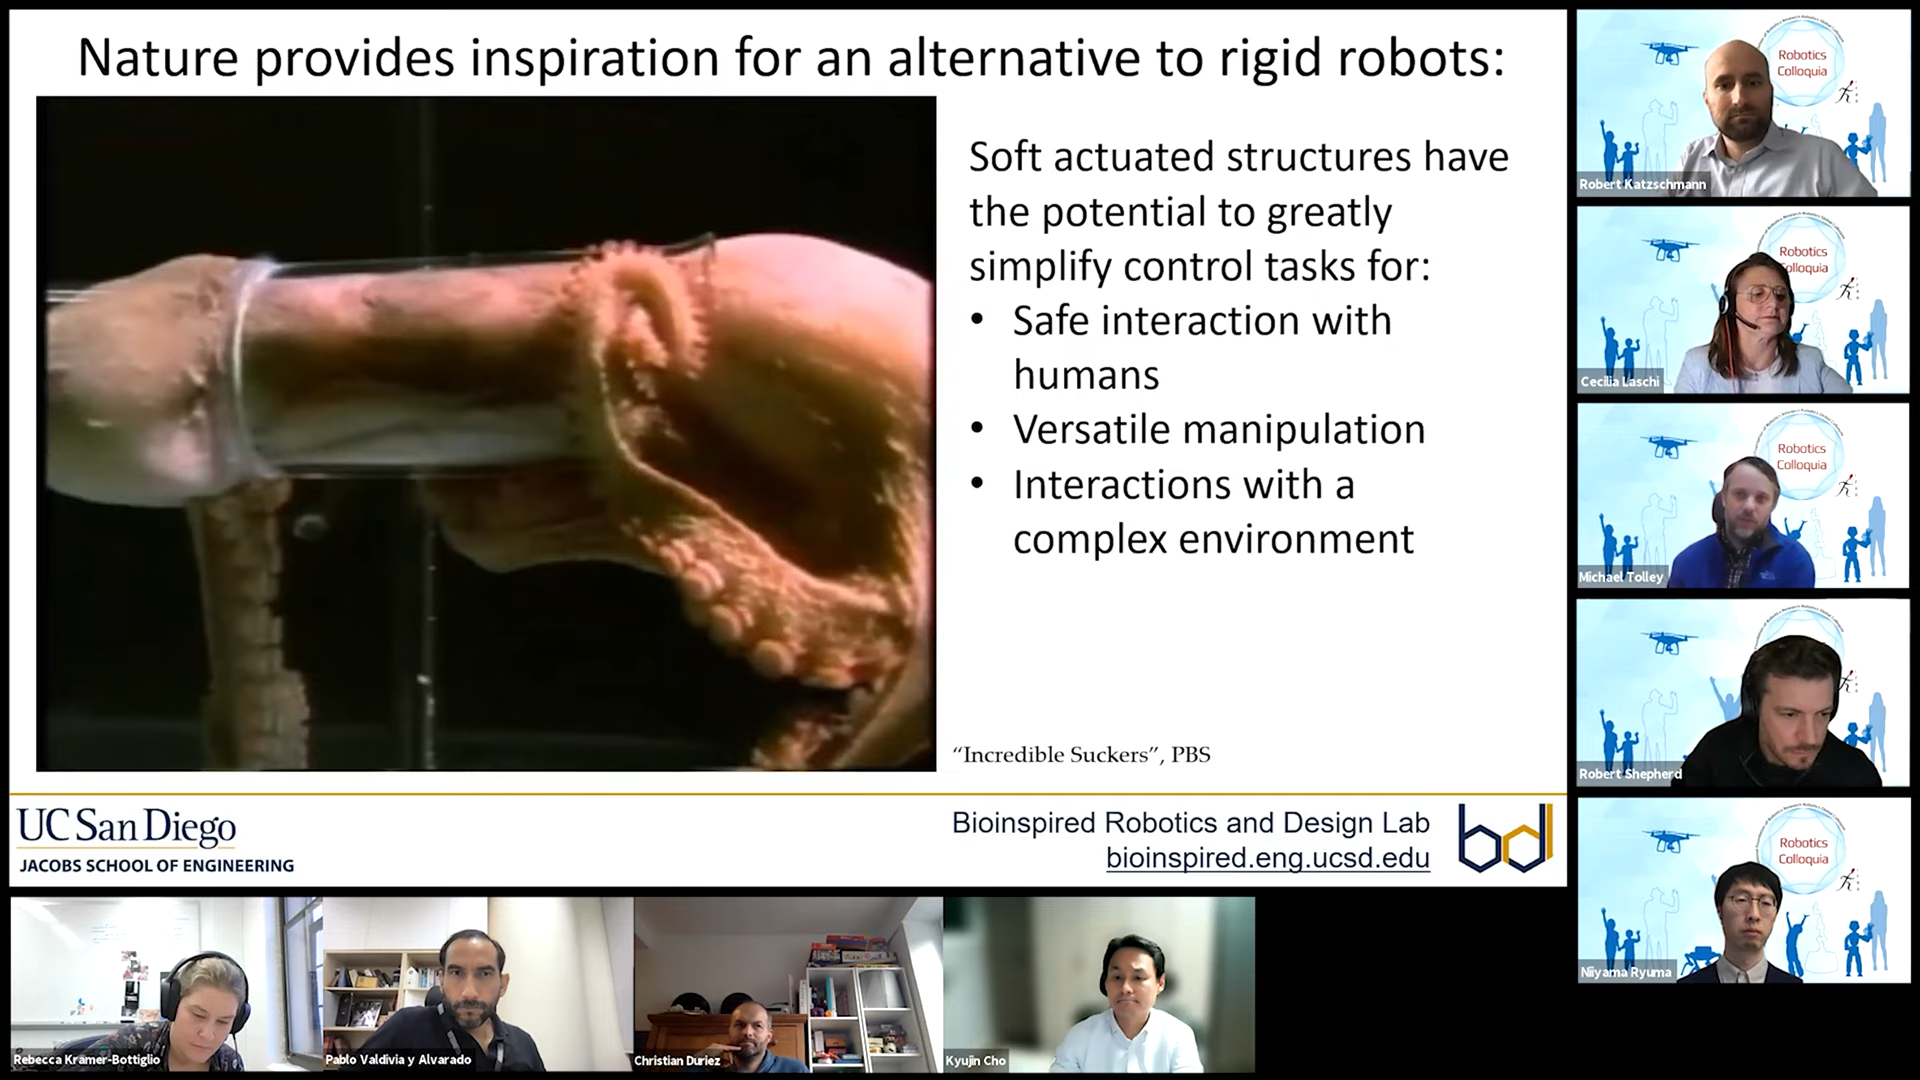 Nature provides inspiration for an alternative to rigid robots:
Soft actuated structures have
the potential to greatly
simplify control tasks for:
• Safe interaction with
humans
• Versatile manipulation
• Interactions with a
complex environment
“Incredible Suckers”, PBS
UC San Diego
JACOBS SCHOOL OF ENGINEERING
Bioinspired Robotics and Design Lab
bioinspired.eng.ucsd.edu
bd
Robotics
Colloquia
Robert Katzschmann
Robotics
Colloquia
Cecilia Laschi
Robotics
Colloquia
Michael Tolley
Robert Shepherd
Robotics
Colloquia
Niiyama Ryuma
Rebecca Kramer-Bottiglio
Pablo Valdivia y Alvarado
Christian Duriez
Kyujin Cho